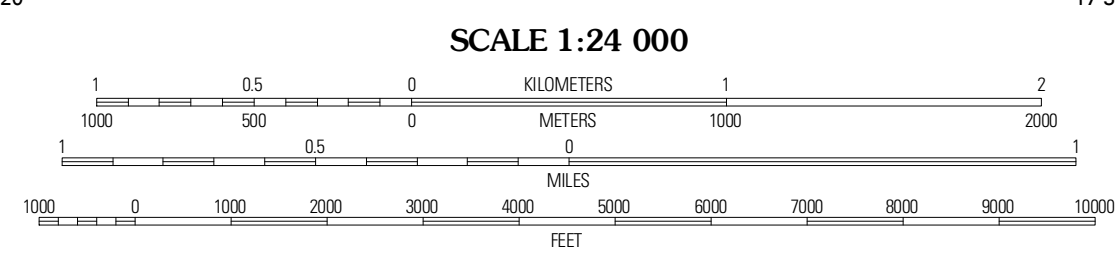 SCALE 1:24 000
1 0.5 0 KILOMETERS 1 2
1000 500 0 METERS 1000 2000
1 0.5 0 1
MILES
1000 0 1000 2000 3000 4000 5000 6000 7000 8000 9000 10000
FEET